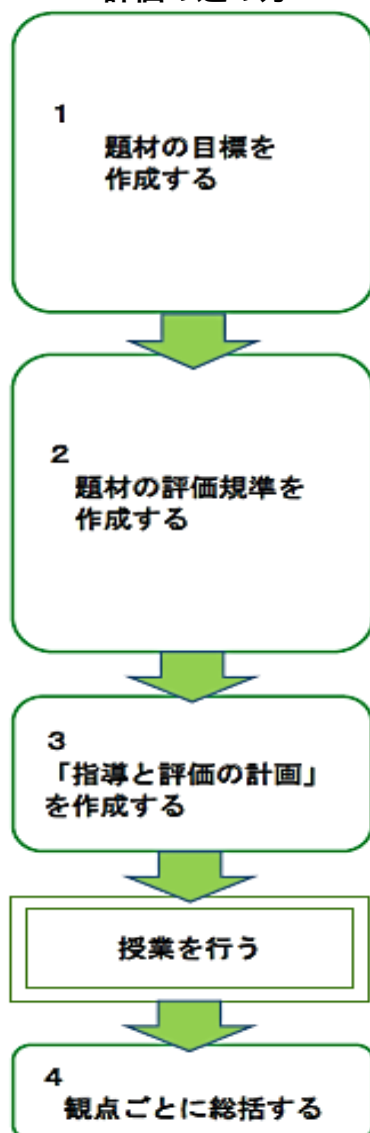 1
題材の目標を
作成する
2
題材の評価規準を
作成する
3
「指導と評価の計画」
を作成する
授業を行う
4
観点ごとに総括する